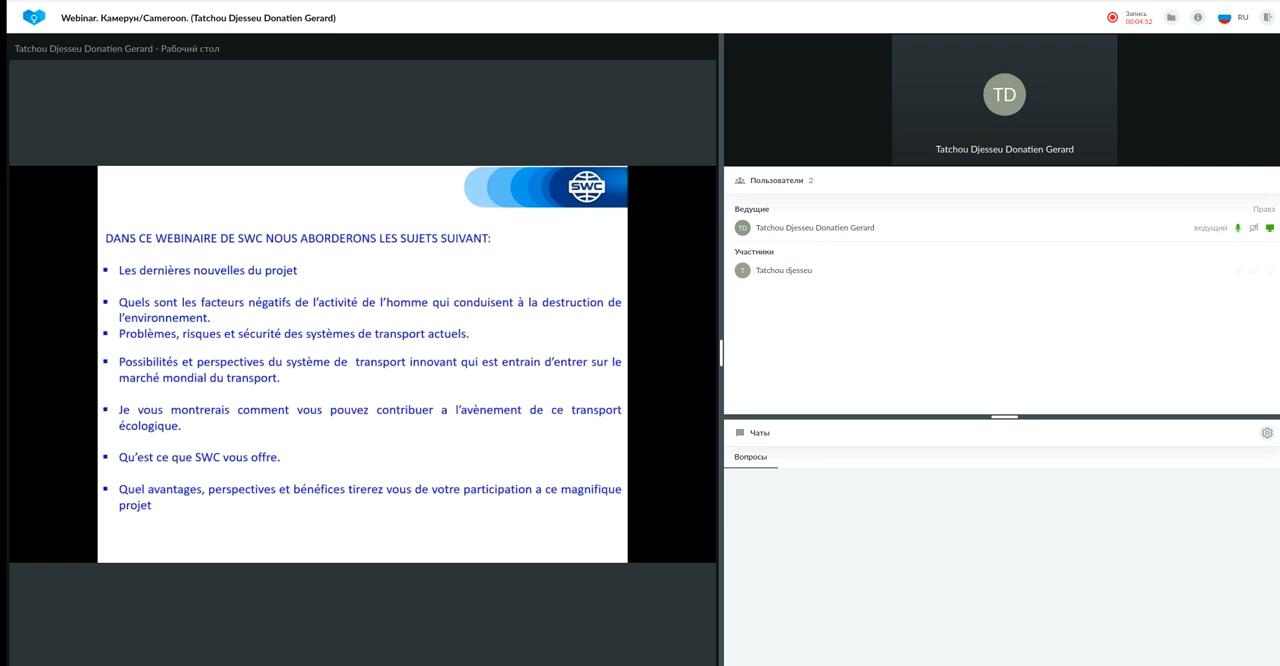 Webinar. Камерун/Cameroon. (Tatchou Djesseu Donatien Gerard)
Запись
00:04:52
RU
Tatchou Djesseu Donatien Gerard - Рабочий стол
SWC
DANS CE WEBINAIRE DE SWC NOUS ABORDERONS LES SUJETS SUIVANT:
▪ Les dernières nouvelles du projet
▪ Quels sont les facteurs négatifs de l'activité de l'homme qui conduisent à la destruction de
l'environnement.
▪ Problèmes, risques et sécurité des systèmes de transport actuels.
▪ Possibilités et perspectives du système de transport innovant qui est entrain d'entrer sur le
marché mondial du transport.
▪ Je vous montrerais comment vous pouvez contribuer a l'avènement de ce transport
écologique.
▪ Qu'est ce que SWC vous offre.
▪ Quel avantages, perspectives et bénéfices tirerez vous de votre participation a ce magnifique
projet
TD
Tatchou Djesseu Donatien Gerard
Пользователи 2
Ведущие Права
TD Tatchou Djesseu Donatien Gerard ведущий
Участники
T Tatchou djesseu
Чаты
Вопросы